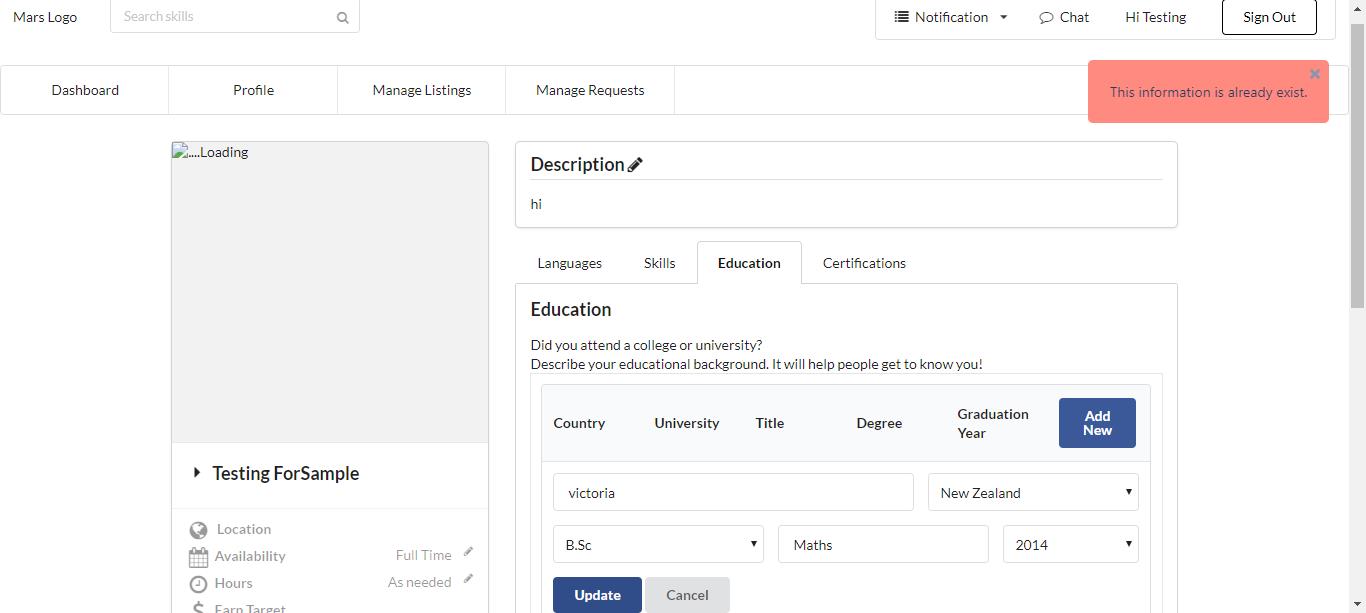 Mars Logo
Search skills
Notification
Chat
Hi Testing
Sign Out
Dashboard
Profile
Manage Listings
Manage Requests
This information is already exist.
....Loading
Description
hi
Languages
Skills
Education
Certifications
Education
Did you attend a college or university?
Describe your educational background. It will help people get to know you!
Country
University
Title
Degree
Graduation
Year
Add
New
victoria
New Zealand
B.Sc
Maths
2014
Update
Cancel
Testing ForSample
Location
Availability
Full Time
Hours
As needed
Earn Target